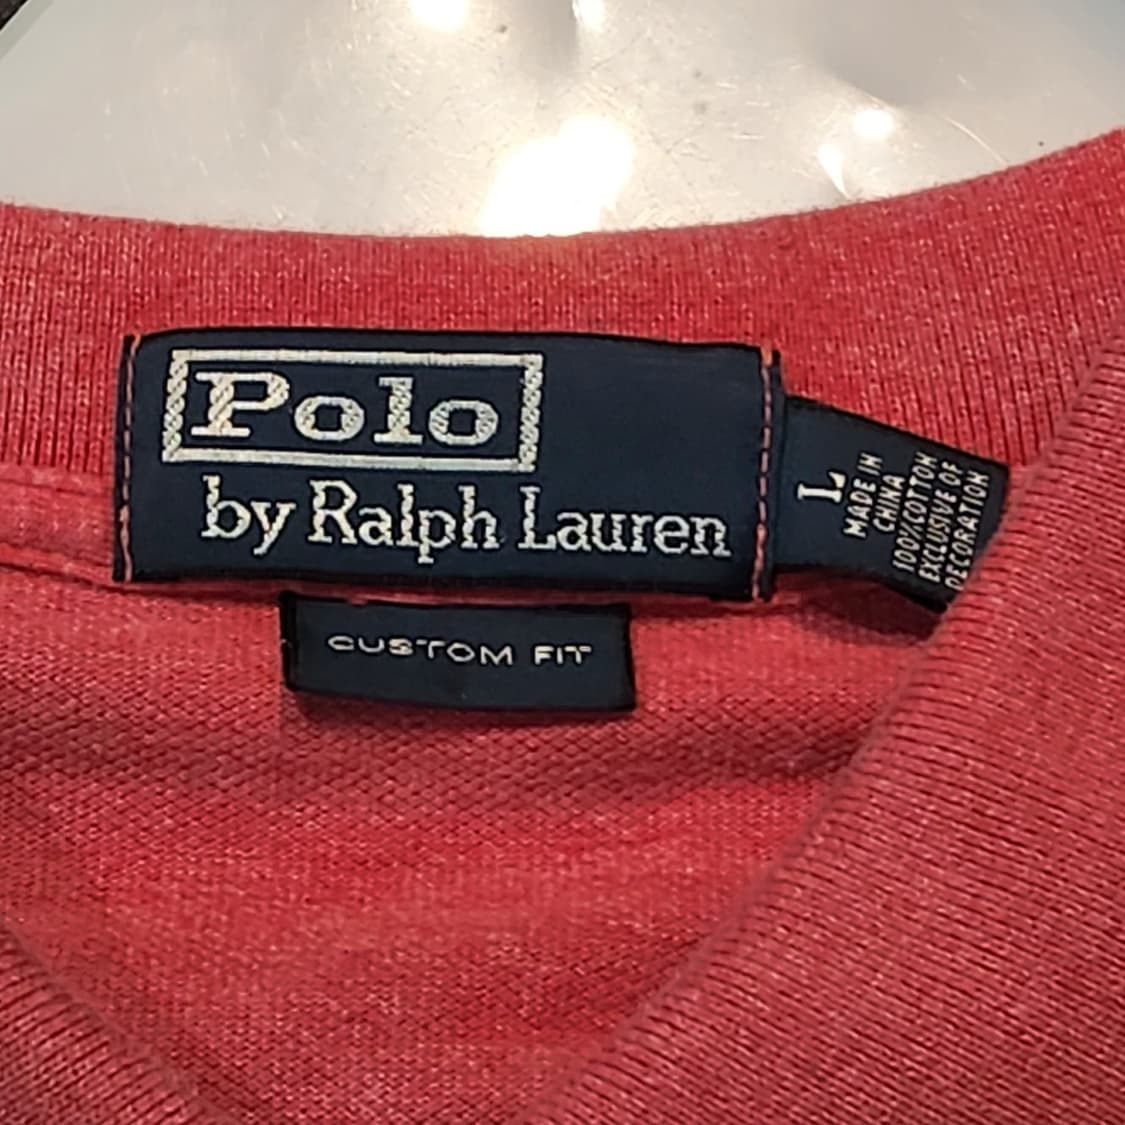 Polo
by Ralph Lauren
L
MADE IN
CHINA
100%COTTON
EXCLUSIVE OF
DECORATION
CUSTOM FIT